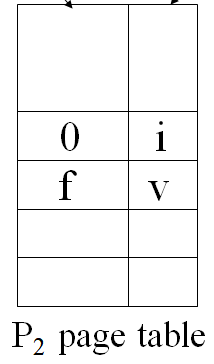 0 i
f v
P₂ page table